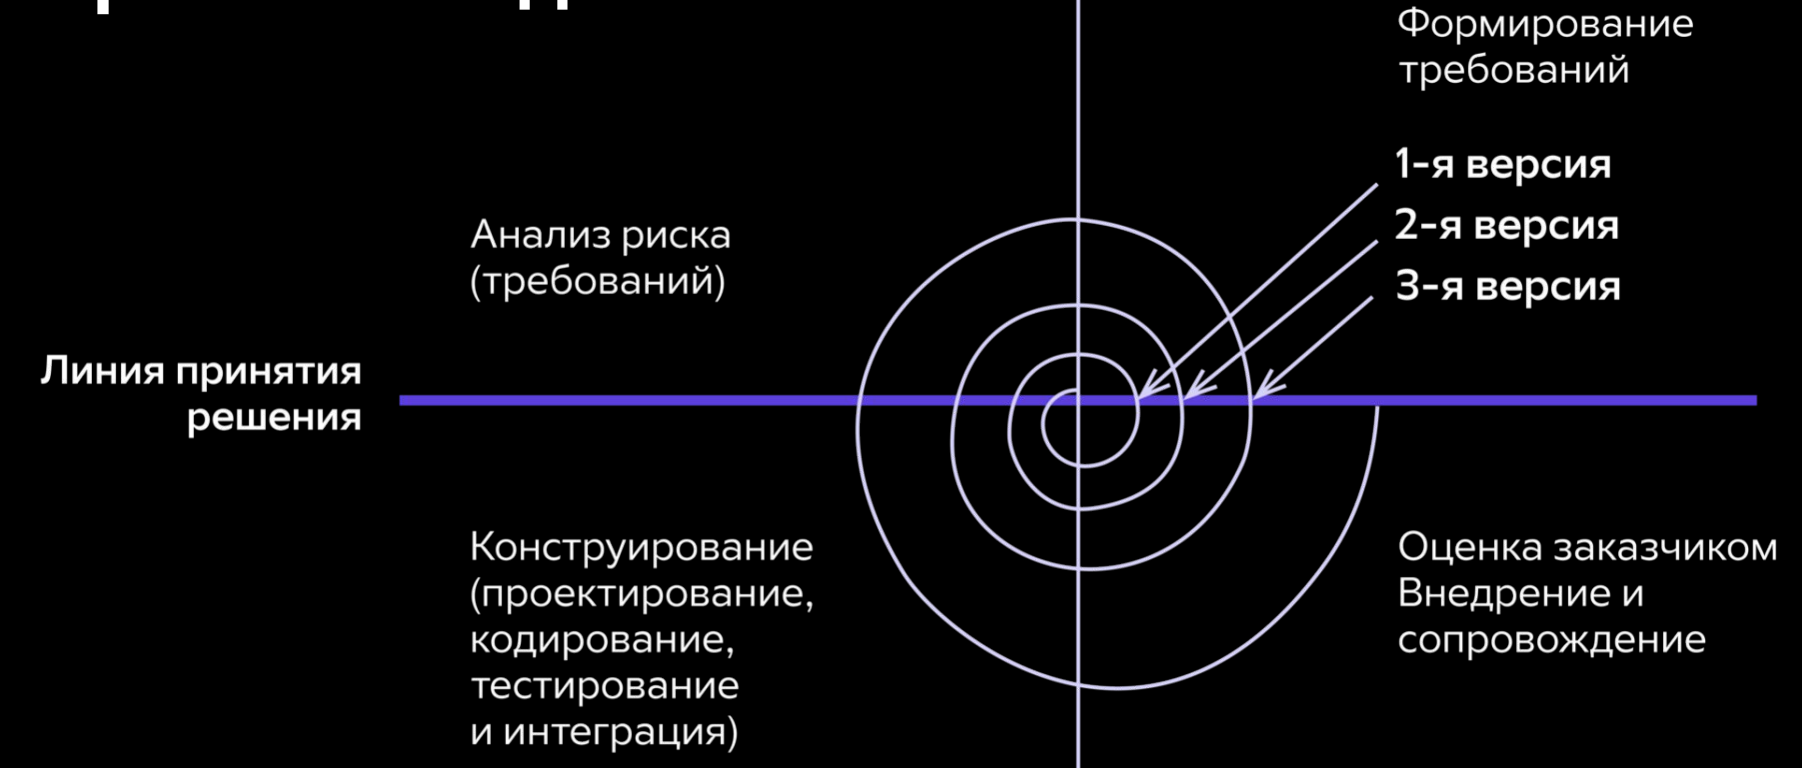 Формирование
требований
1-я версия
2-я версия
3-я версия
Анализ риска
(требований)
Линия принятия
решения
Конструирование
(проектирование,
кодирование,
тестирование
и интеграция)
Оценка заказчиком
Внедрение и
сопровождение